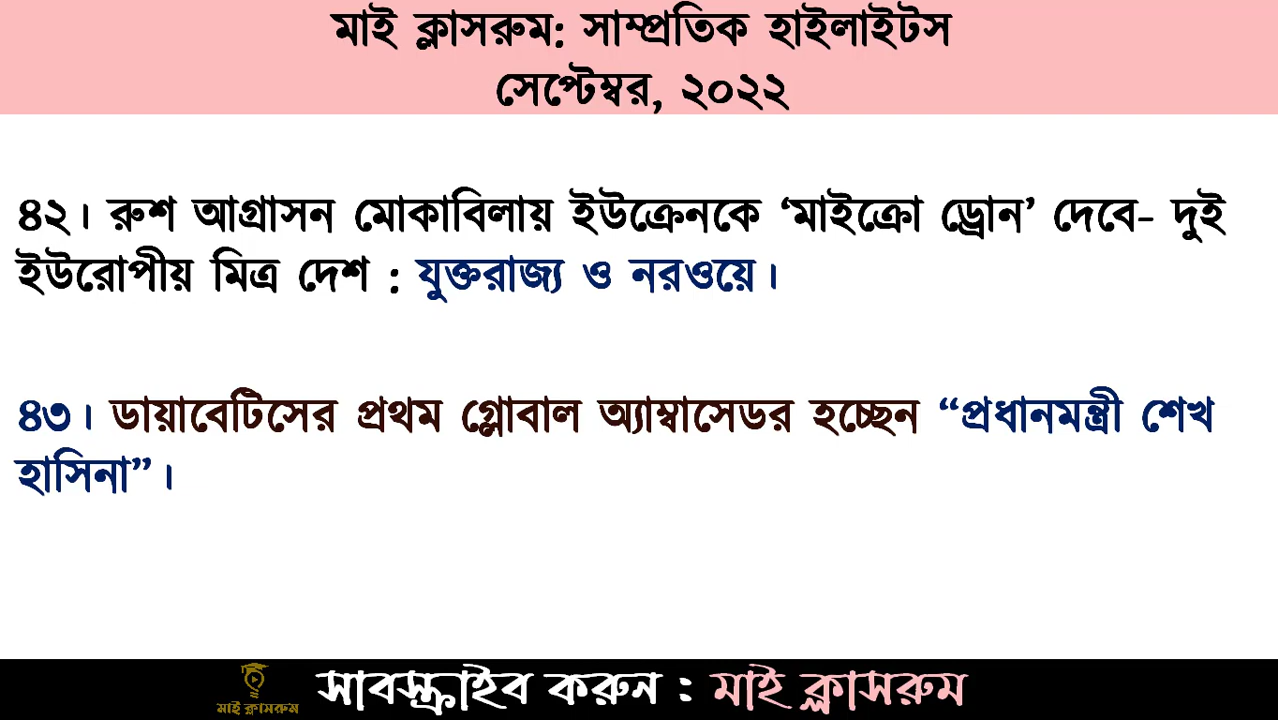 মাই ক্লাসরুম: সাম্প্রতিক হাইলাইটস
সেপ্টেম্বর, ২০২২
৪২। রুশ আগ্রাসন মোকাবিলায় ইউক্রেনকে ‘মাইক্রো ড্রোন’ দেবে- দুই
ইউরোপীয় মিত্র দেশ : যুক্তরাজ্য ও নরওয়ে।
৪৩। ডায়াবেটিসের প্রথম গ্লোবাল অ্যাম্বাসেডর হচ্ছেন “প্রধানমন্ত্রী শেখ
হাসিনা”।
সাবস্ক্রাইব করুন : মাই ক্লাসরুম
মাই ক্লাসরুম